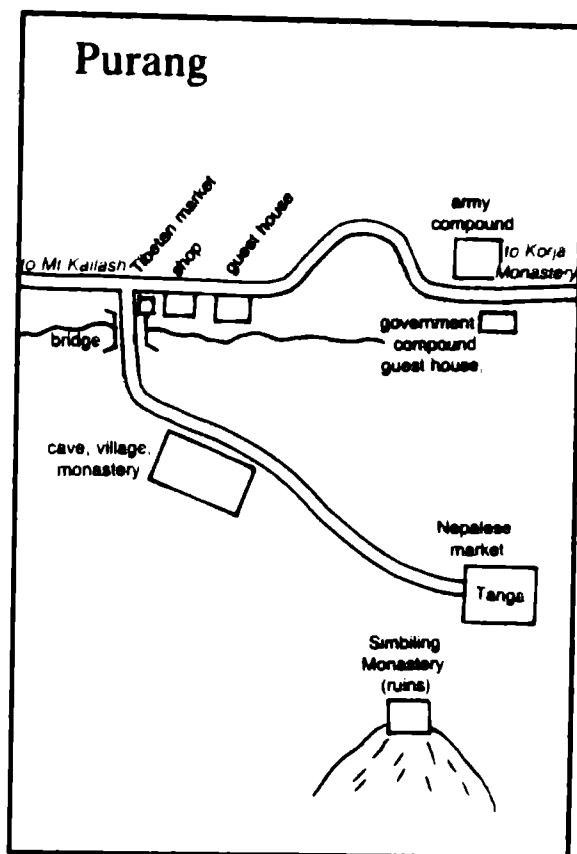 Purang
Tibetan market
shop
guest house
army
compound
to Mt Kailash
to Korja
Monastery
bridge
government
compound
guest house.
cave, village,
monastery
Nepalese
market
Tanga
Simbiling
Monastery
(ruins)